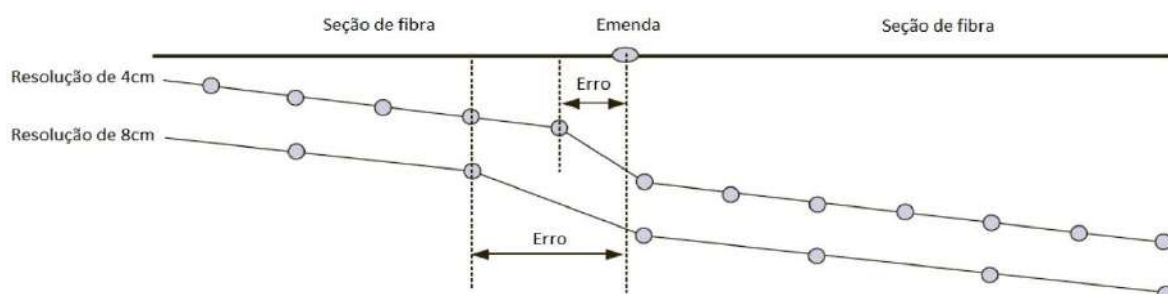 Seção de fibra
Emenda
Seção de fibra
Resolução de 4cm
Erro
Resolução de 8cm
Erro